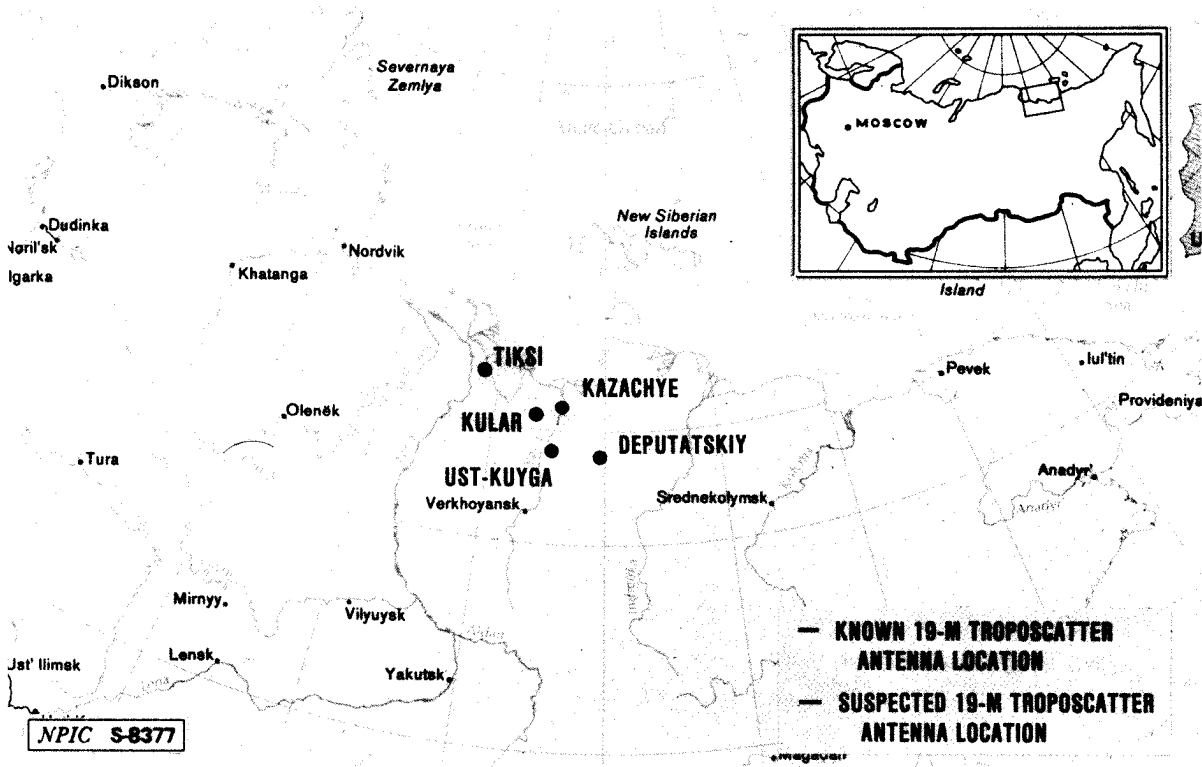 Dikson
Severnaya
Zemlya
MOSCOW
Dudinka
Noril'sk
Igarka
Khatanga
Nordvik
New Siberian
Islands
Island
TIKSI
KAZACHYE
KULAR
DEPUTATSKIY
UST-KUYGA
Olenëk
Tura
Verkhoyansk
Srednekolymsk
Pevek
Iul'tin
Provideniya
Anadyr'
Anadyr
Mirnyy
Vilyuysk
Lensk
Yakutsk
Ust' Ilimsk
— KNOWN 19-M TROPOSCATTER
ANTENNA LOCATION
— SUSPECTED 19-M TROPOSCATTER
ANTENNA LOCATION
NPIC S-8377
Magadan